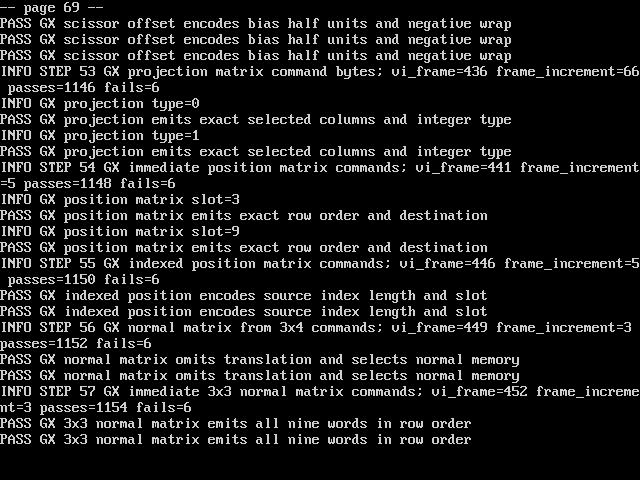 -- page 69 --
PASS GX scissor offset encodes bias half units and negative wrap
PASS GX scissor offset encodes bias half units and negative wrap
PASS GX scissor offset encodes bias half units and negative wrap
INFO STEP 53 GX projection matrix command bytes; vi_frame=436 frame_increment=66
 passes=1146 fails=6
INFO GX projection type=0
PASS GX projection emits exact selected columns and integer type
INFO GX projection type=1
PASS GX projection emits exact selected columns and integer type
INFO STEP 54 GX immediate position matrix commands; vi_frame=441 frame_increment
=5 passes=1148 fails=6
INFO GX position matrix slot=3
PASS GX position matrix emits exact row order and destination
INFO GX position matrix slot=9
PASS GX position matrix emits exact row order and destination
INFO STEP 55 GX indexed position matrix commands; vi_frame=446 frame_increment=5
 passes=1150 fails=6
PASS GX indexed position encodes source index length and slot
PASS GX indexed position encodes source index length and slot
INFO STEP 56 GX normal matrix from 3x4 commands; vi_frame=449 frame_increment=3
passes=1152 fails=6
PASS GX normal matrix omits translation and selects normal memory
PASS GX normal matrix omits translation and selects normal memory
INFO STEP 57 GX immediate 3x3 normal matrix commands; vi_frame=452 frame_increme
nt=3 passes=1154 fails=6
PASS GX 3x3 normal matrix emits all nine words in row order
PASS GX 3x3 normal matrix emits all nine words in row order